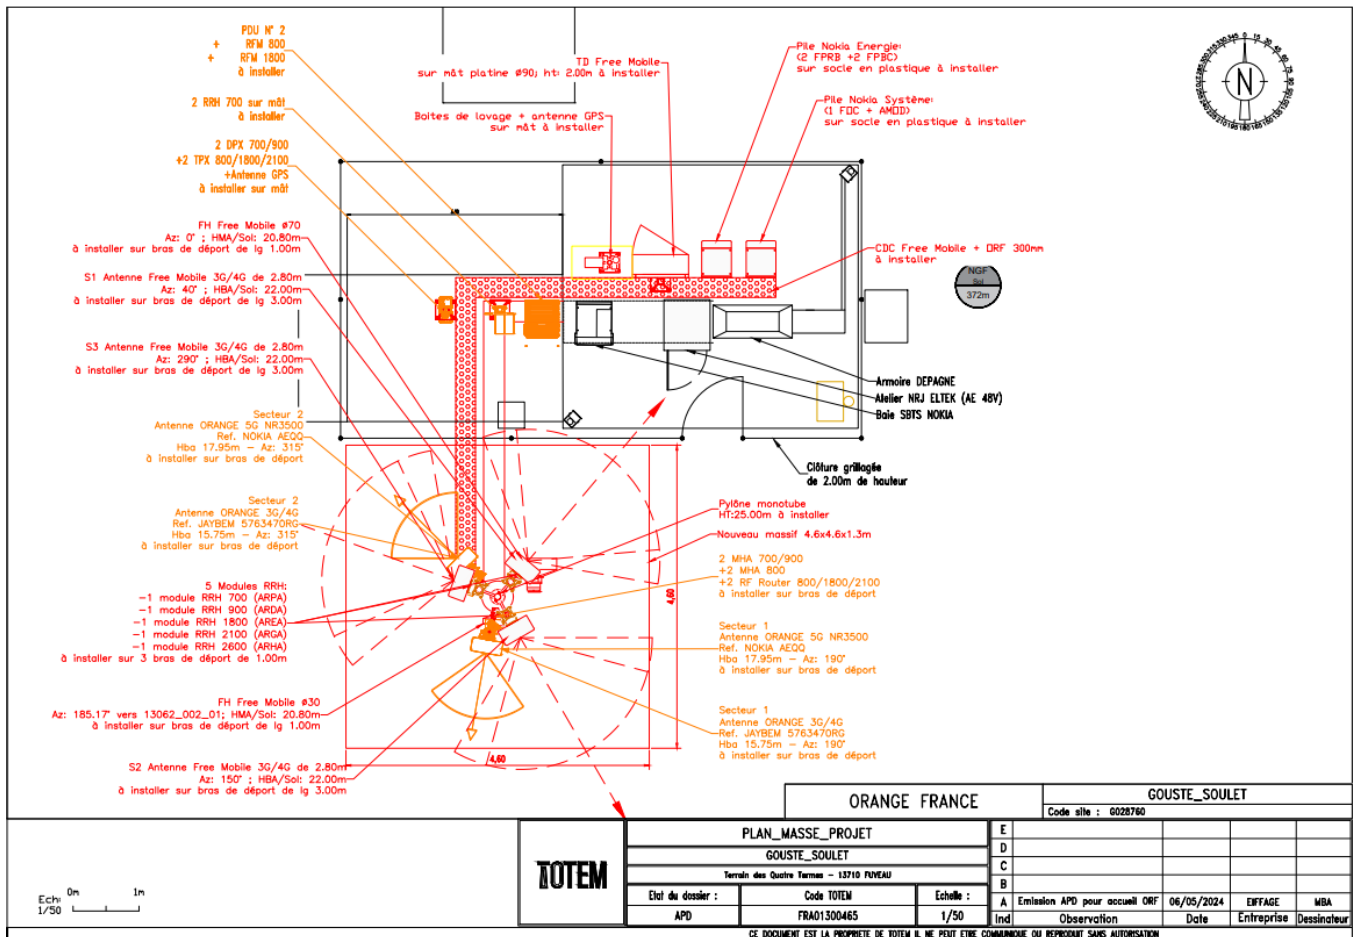 PDU N° 2
+ RFM 800
+ RFM 1800
à installer
2 RRH 700 sur mât
à installer
2 DPX 700/900
+2 TPX 800/1800/2100
+Antenne GPS
à installer sur mât
FH Free Mobile ø70
Az: 0° ; HMA/Sol: 20.80m
à installer sur bras de déport de lg 1.00m
S1 Antenne Free Mobile 3G/4G de 2.80m
Az: 40° ; HBA/Sol: 22.00m
à installer sur bras de déport de lg 3.00m
S3 Antenne Free Mobile 3G/4G de 2.80m
Az: 290° ; HBA/Sol: 22.00m
à installer sur bras de déport de lg 3.00m
Secteur 2
Antenne ORANGE 5G NR3500
Ref. NOKIA AEQQ
Hba 17.95m - Az: 315°
à installer sur bras de déport
Secteur 2
Antenne ORANGE 3G/4G
Ref. JAYBEM 5763470RG
Hba 15.75m - Az: 315°
à installer sur bras de déport
5 Modules RRH:
-1 module RRH 700 (ARPA)
-1 module RRH 900 (ARDA)
-1 module RRH 1800 (AREA)
-1 module RRH 2100 (ARGA)
-1 module RRH 2600 (ARHA)
à installer sur 3 bras de déport de 1.00m
FH Free Mobile ø30
Az: 185.17° vers 13062_002_01; HMA/Sol: 20.80m
à installer sur bras de déport de lg 1.00m
S2 Antenne Free Mobile 3G/4G de 2.80m
Az: 150° ; HBA/Sol: 22.00m
à installer sur bras de déport de lg 3.00m
TD Free Mobile
sur mât platine ø90; ht: 2.00m à installer
Boites de lovage + antenne GPS
sur mât à installer
Pile Nokia Energie:
(2 FPRB +2 FPBC)
sur socle en plastique à installer
Pile Nokia Système:
(1 FOC + AMOD)
sur socle en plastique à installer
CDC Free Mobile + ORF 300mm
à installer
NGF
Sol
372m
N
Armoire DEPAGNE
Atelier NRJ ELTEK (AE 48V)
Baie SBTS NOKIA
Clôture grillagée
de 2.00m de hauteur
Pylône monotube
HT:25.00m à installer
Nouveau massif 4.6x4.6x1.3m
2 MHA 700/900
+2 MHA 800
+2 RF Router 800/1800/2100
à installer sur bras de déport
Secteur 1
Antenne ORANGE 5G NR3500
Ref. NOKIA AEQQ
Hba 17.95m - Az: 190°
à installer sur bras de déport
Secteur 1
Antenne ORANGE 3G/4G
Ref. JAYBEM 5763470RG
Hba 15.75m - Az: 190°
à installer sur bras de déport
4,60
4,60
Ech:
1/50
0m 1m
ORANGE FRANCE
GOUSTE_SOULET
Code site : G028760
TOTEM
PLAN_MASSE_PROJET
GOUSTE_SOULET
Terrain des Quatre Termes - 13710 FUVEAU
Etat du dossier : Code TOTEM Echelle :
APD FRA01300465 1/50
E
D
C
B
A Emission APD pour accueil ORF 06/05/2024 EIFFAGE MBA
Ind Observation Date Entreprise Dessinateur
CE DOCUMENT EST LA PROPRIETE DE TOTEM IL NE PEUT ETRE COMMUNIQUE OU REPRODUIT SANS AUTORISATION